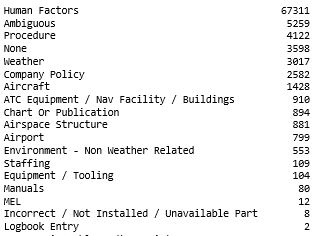 Human Factors 67311
Ambiguous 5259
Procedure 4122
None 3598
Weather 3017
Company Policy 2582
Aircraft 1428
ATC Equipment / Nav Facility / Buildings 910
Chart Or Publication 894
Airspace Structure 881
Airport 799
Environment - Non Weather Related 553
Staffing 109
Equipment / Tooling 104
Manuals 80
MEL 12
Incorrect / Not Installed / Unavailable Part 8
Logbook Entry 2